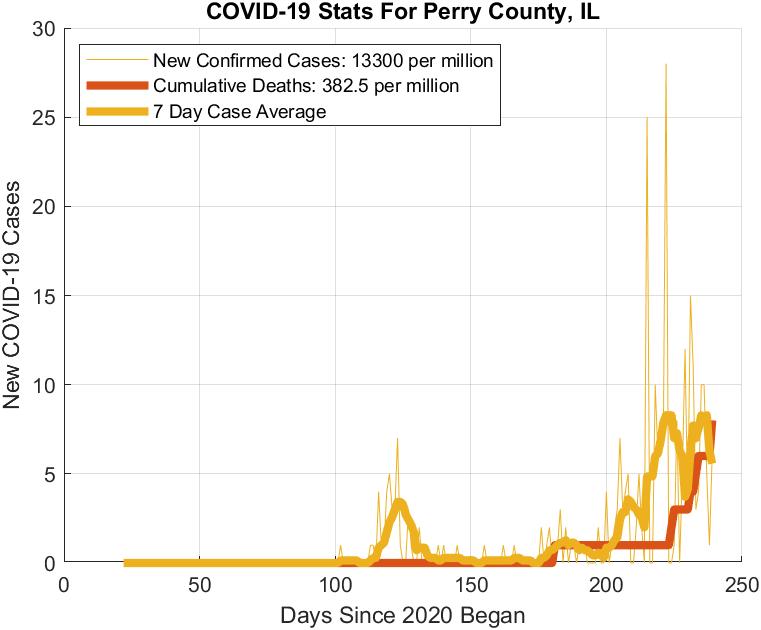 COVID-19 Stats For Perry County, IL
New Confirmed Cases: 13300 per million
Cumulative Deaths: 382.5 per million
7 Day Case Average
New COVID-19 Cases
30
25
20
15
10
5
0
0 50 100 150 200 250
Days Since 2020 Began